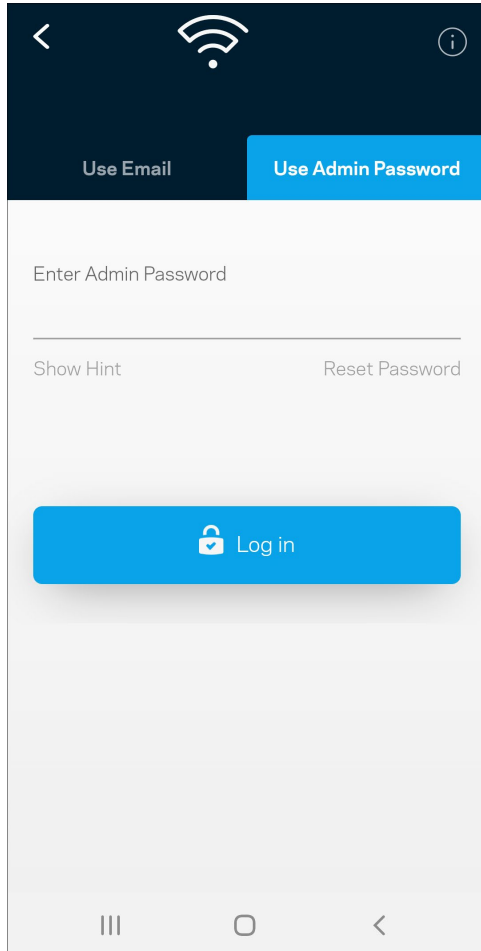 Use Email
Use Admin Password
Enter Admin Password
Show Hint
Reset Password
Log in